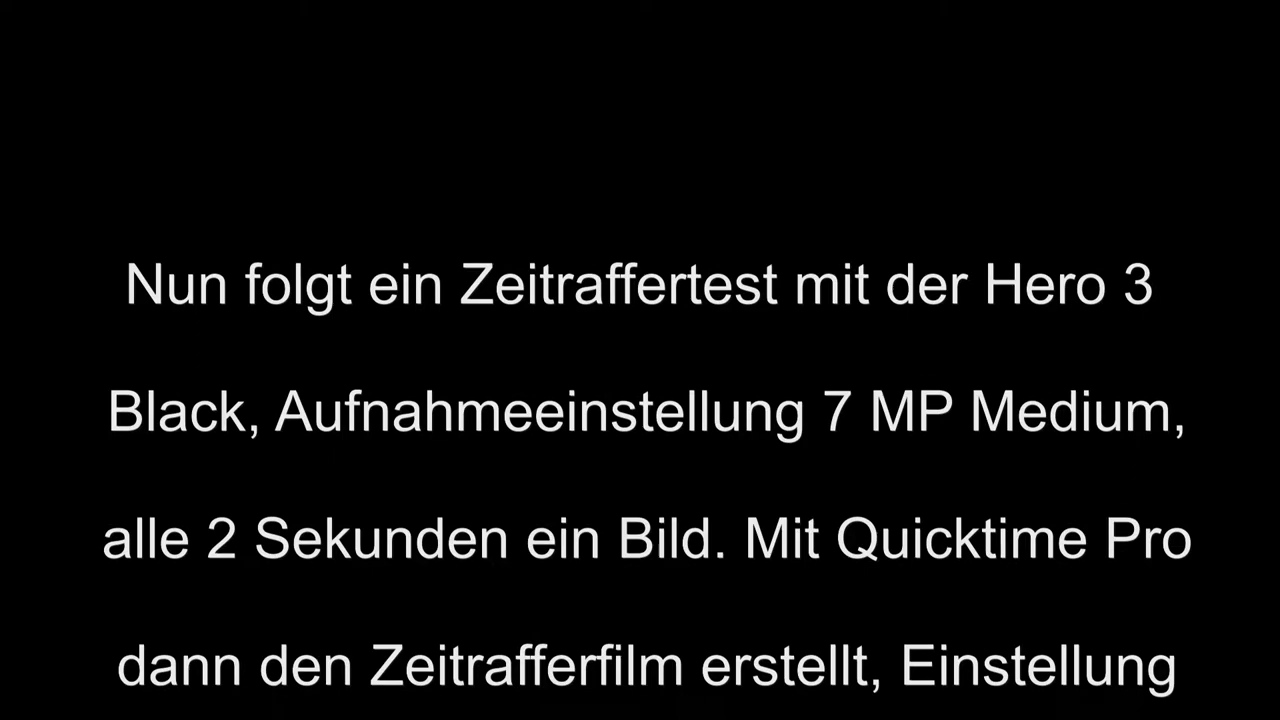 Nun folgt ein Zeitraffertest mit der Hero 3
Black, Aufnahmeeinstellung 7 MP Medium,
alle 2 Sekunden ein Bild. Mit Quicktime Pro
dann den Zeitrafferfilm erstellt, Einstellung